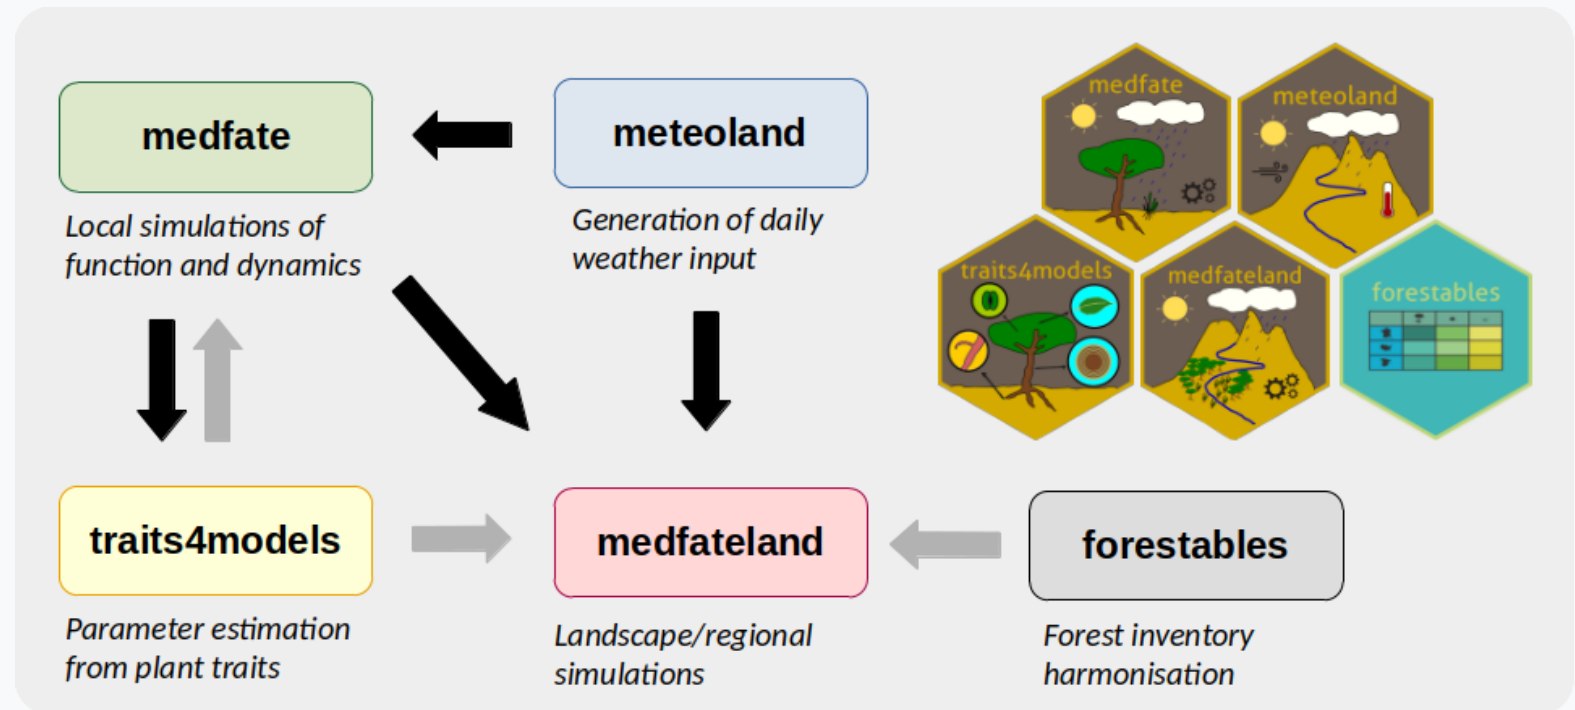 medfate
meteoland
Local simulations of
function and dynamics
Generation of daily
weather input
medfate
meteoland
traits4models
medfateland
forestables
traits4models
medfateland
forestables
Parameter estimation
from plant traits
Landscape/regional
simulations
Forest inventory
harmonisation